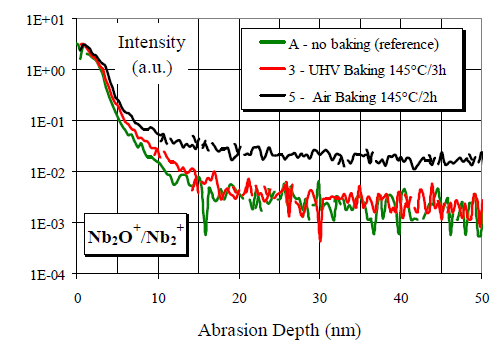 1E+01
1E+00
1E-01
1E-02
1E-03
1E-04
Intensity
(a.u.)
A - no baking (reference)
3 - UHV Baking 145°C/3h
5 - Air Baking 145°C/2h
Nb₂O⁺/Nb₂⁺
0 10 20 30 40 50
Abrasion Depth (nm)